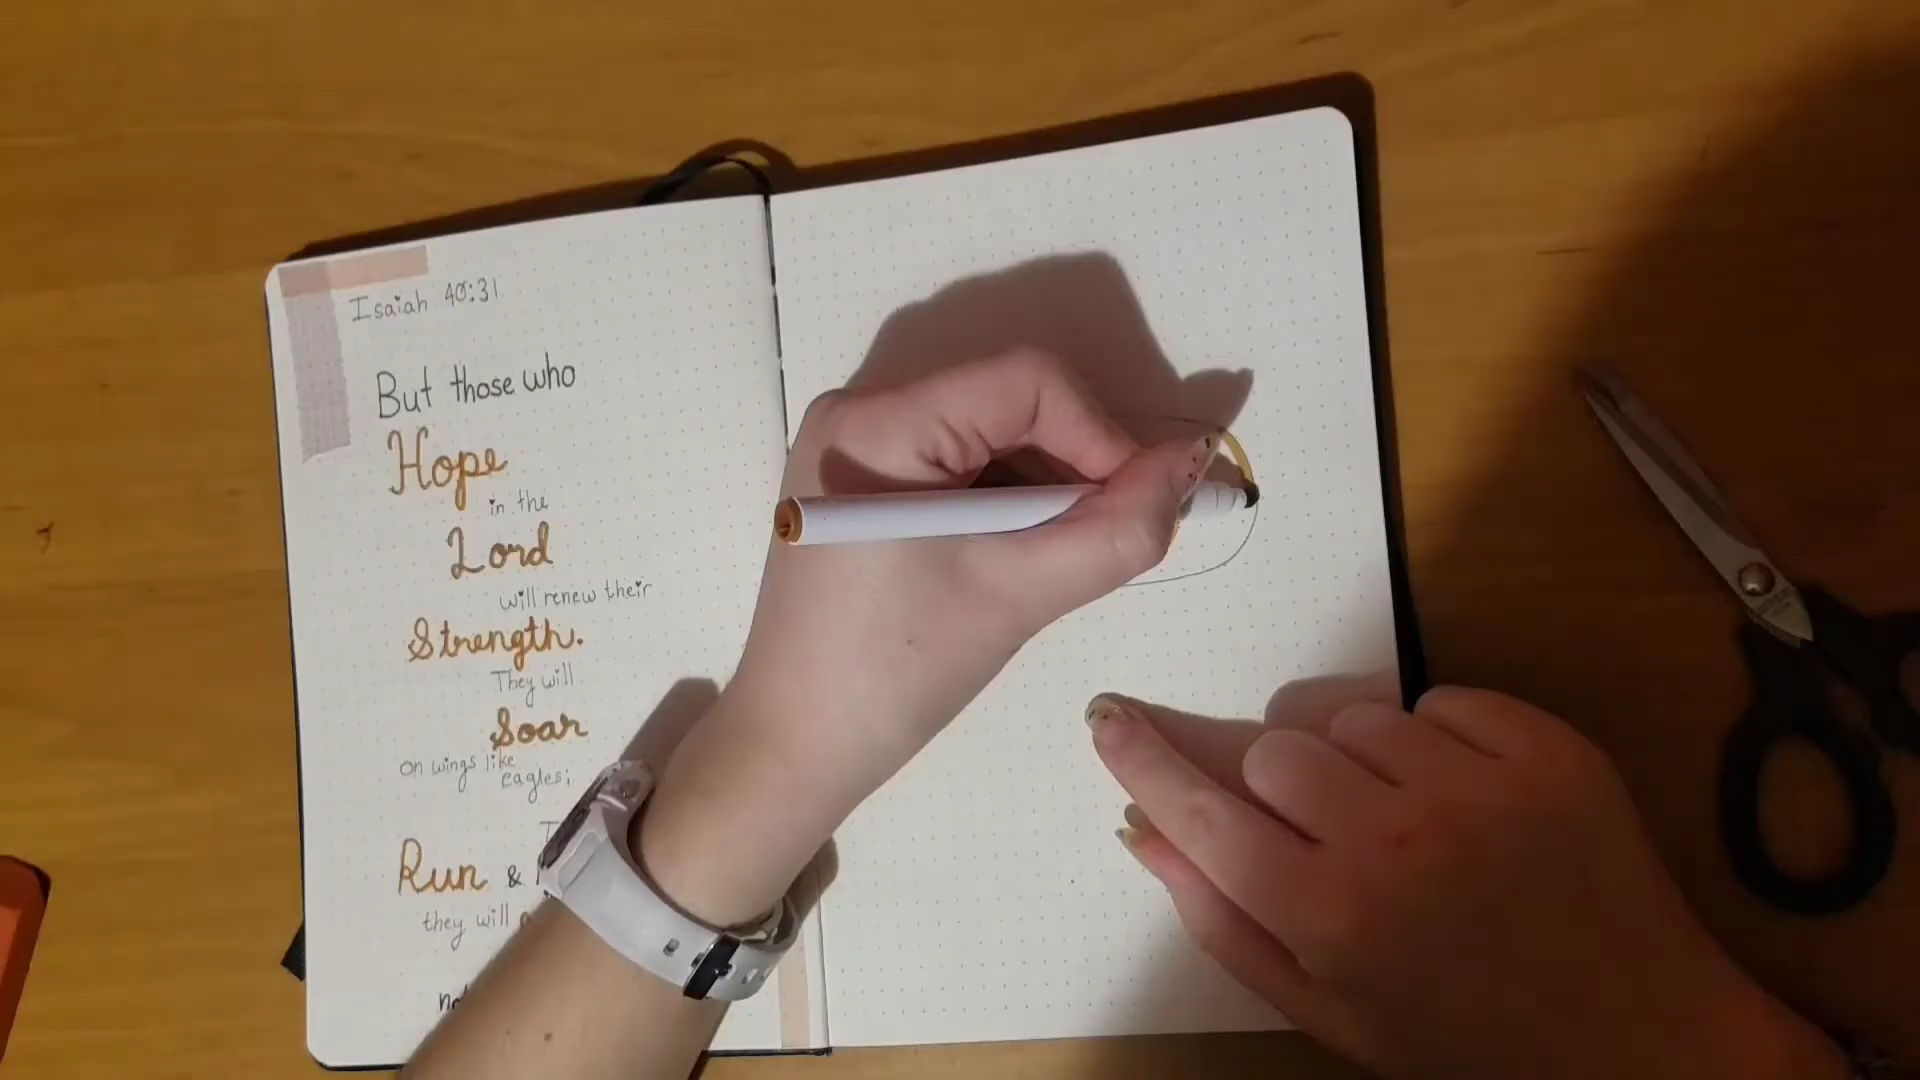 Isaiah 40:31
But those who
Hope
in the
Lord
will renew their
Strength.
They will
Soar
on wings like
eagles;
Run &
they will